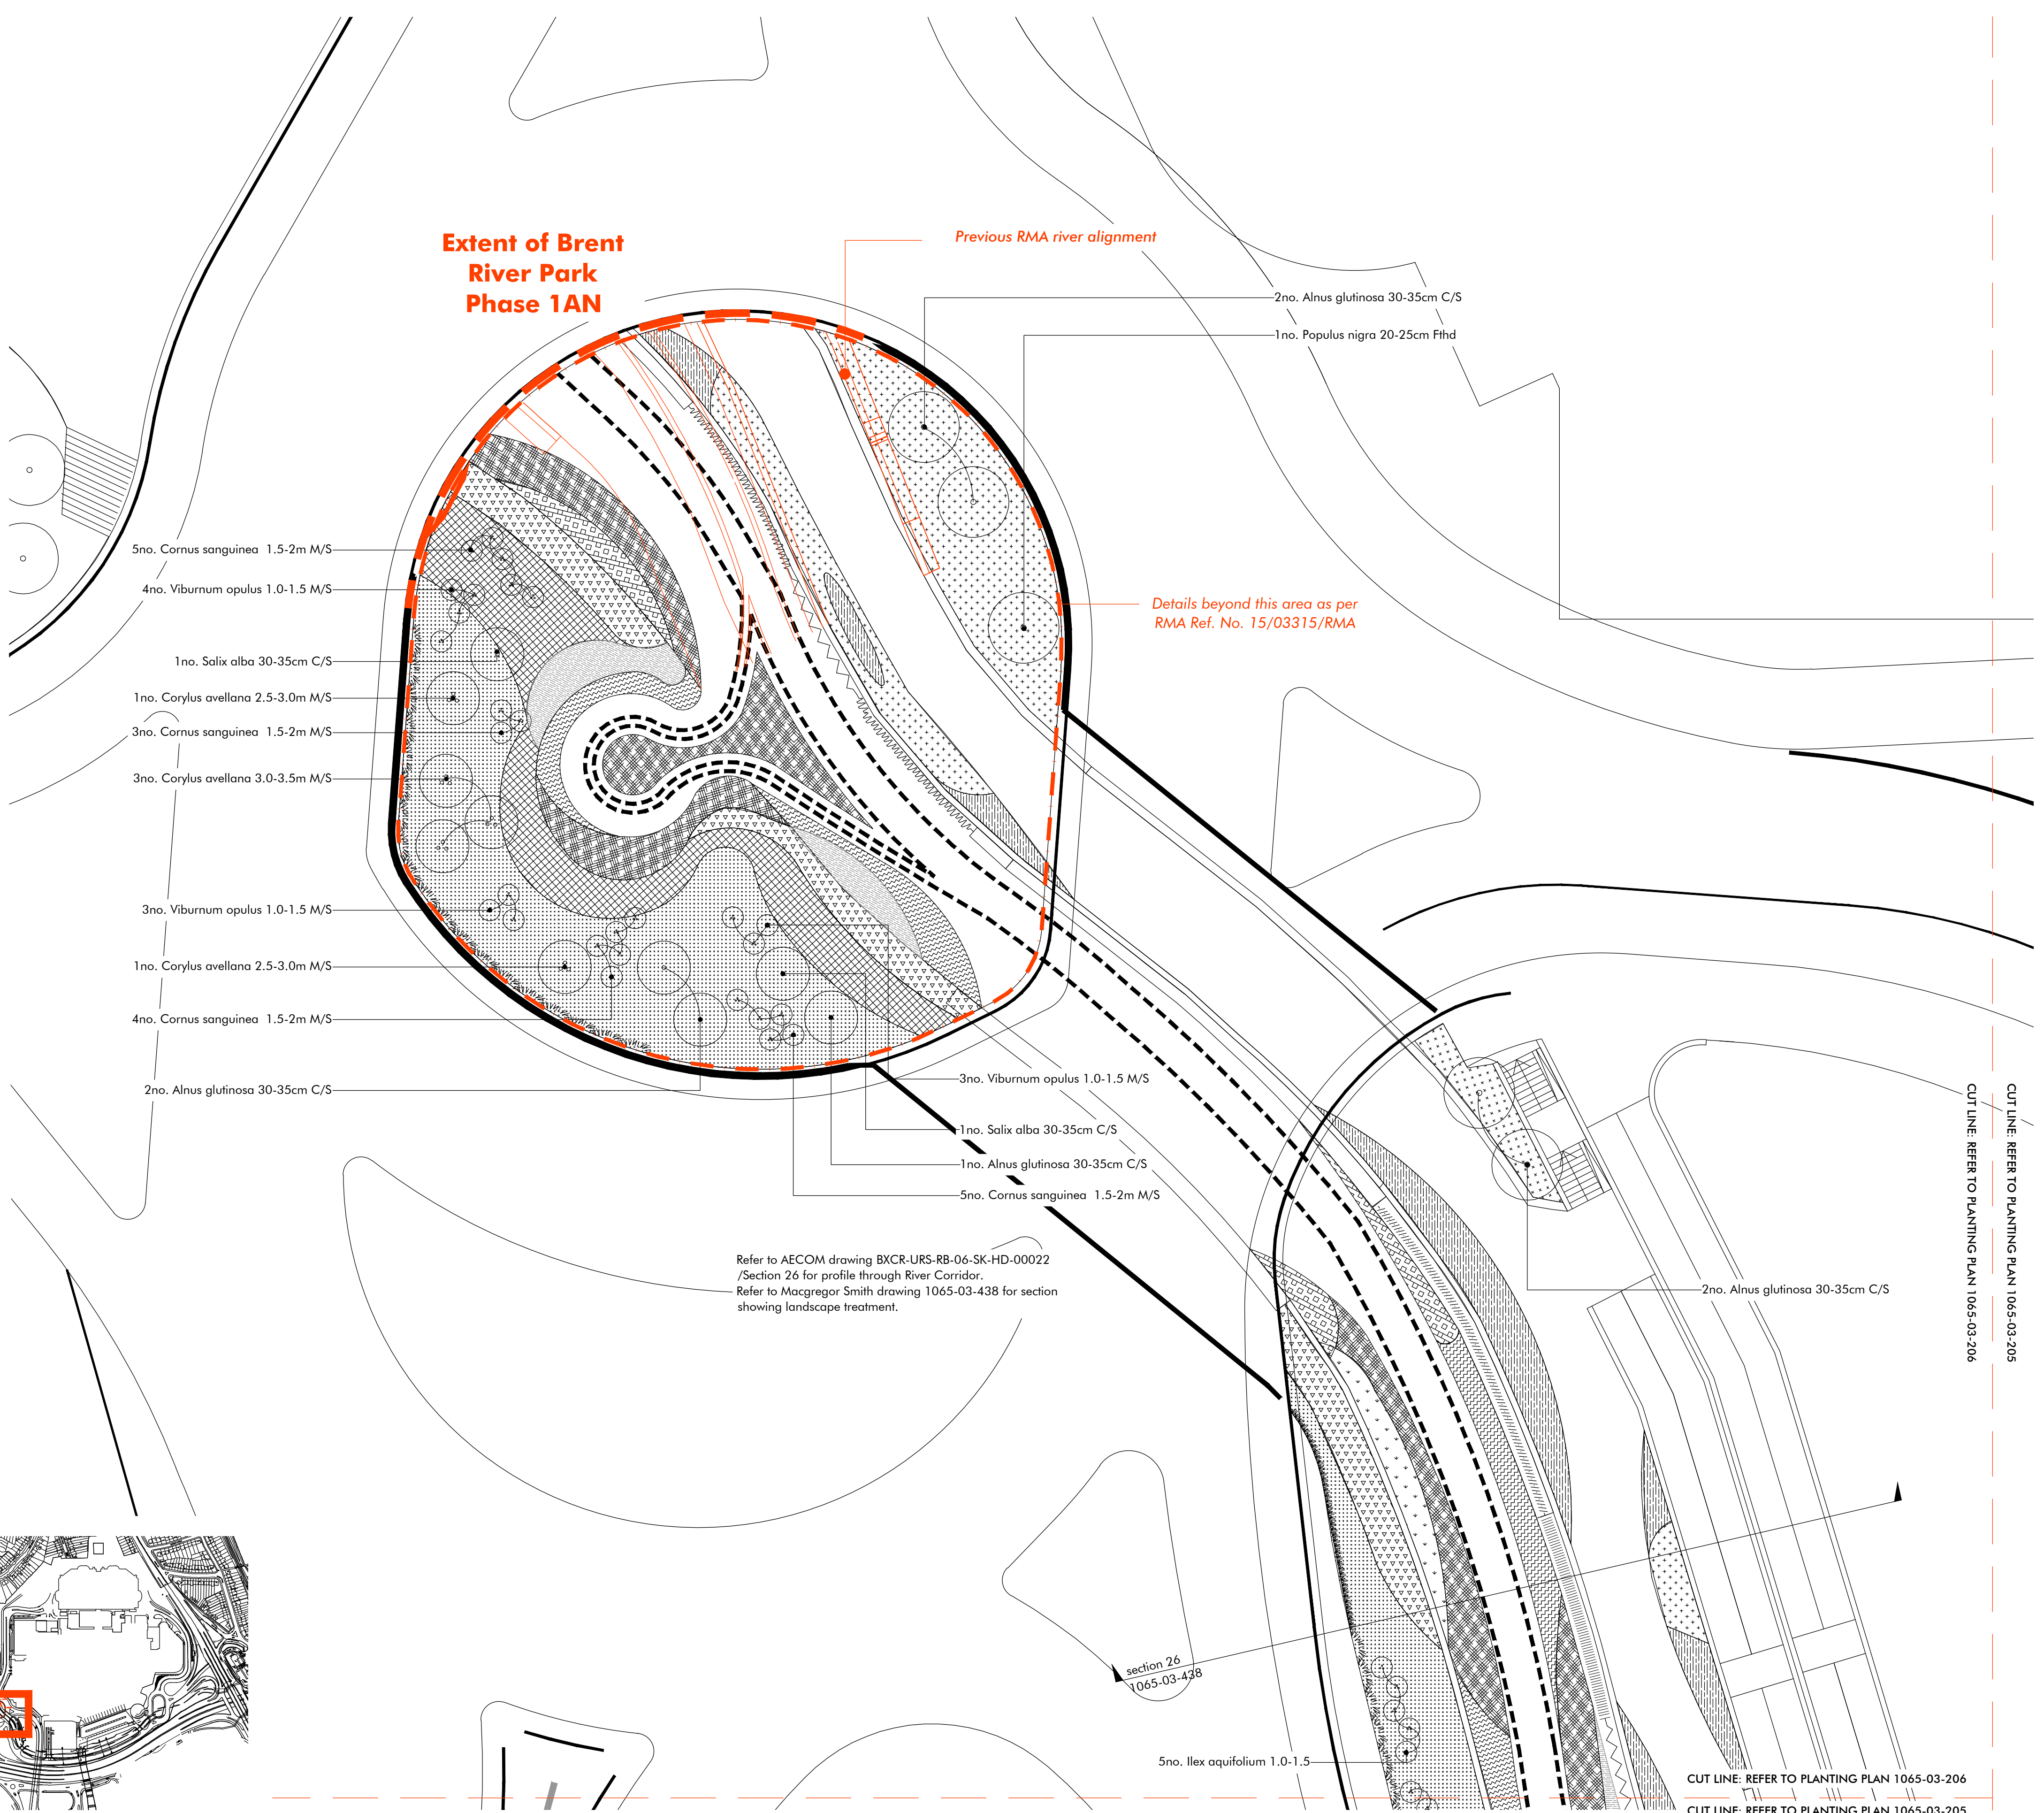 Extent of Brent
River Park
Phase 1AN
Previous RMA river alignment
2no. Alnus glutinosa 30-35cm C/S
1no. Populus nigra 20-25cm Fthd
5no. Cornus sanguinea 1.5-2m M/S
4no. Viburnum opulus 1.0-1.5 M/S
Details beyond this area as per
RMA Ref. No. 15/03315/RMA
1no. Salix alba 30-35cm C/S
1no. Corylus avellana 2.5-3.0m M/S
3no. Cornus sanguinea 1.5-2m M/S
3no. Corylus avellana 3.0-3.5m M/S
3no. Viburnum opulus 1.0-1.5 M/S
1no. Corylus avellana 2.5-3.0m M/S
4no. Cornus sanguinea 1.5-2m M/S
2no. Alnus glutinosa 30-35cm C/S
3no. Viburnum opulus 1.0-1.5 M/S
1no. Salix alba 30-35cm C/S
1no. Alnus glutinosa 30-35cm C/S
5no. Cornus sanguinea 1.5-2m M/S
Refer to AECOM drawing BXCR-URS-RB-06-SK-HD-00022
/Section 26 for profile through River Corridor.
Refer to Macgregor Smith drawing 1065-03-438 for section
showing landscape treatment.
2no. Alnus glutinosa 30-35cm C/S
CUT LINE: REFER TO PLANTING PLAN 1065-03-206
CUT LINE: REFER TO PLANTING PLAN 1065-03-205
section 26
1065-03-438
5no. Ilex aquifolium 1.0-1.5
CUT LINE: REFER TO PLANTING PLAN 1065-03-206
CUT LINE: REFER TO PLANTING PLAN 1065-03-205